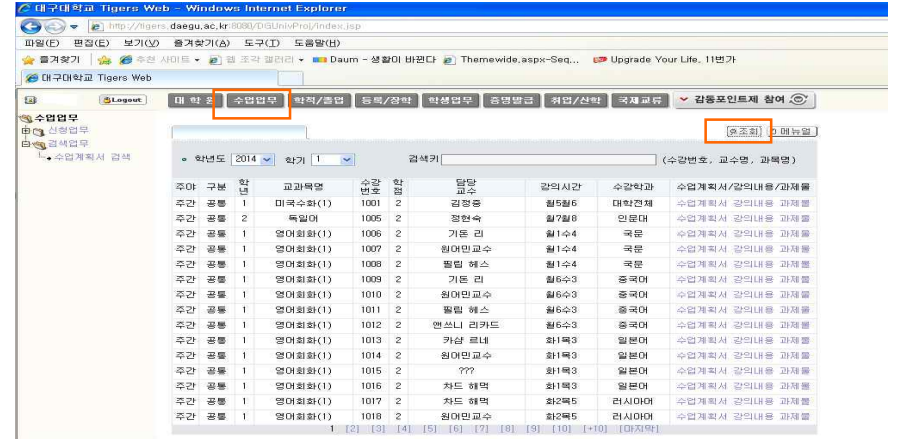 대구대학교 Tigers Web - Windows Internet Explorer
http://tigers.daegu.ac.kr:8080/DGUnivProj/index.jsp
파일(F) 편집(E) 보기(V) 즐겨찾기(A) 도구(T) 도움말(H)
즐겨찾기 추천 사이트 웹 조각 갤러리 Daum - 생활이 바뀐다 Themewide,aspx-Seq... Upgrade Your Life, 11번가
대구대학교 Tigers Web
Logout 대학원 수업업무 학적/졸업 등록/장학 학생업무 증명발급 취업/산학 국제교류 감동포인트제 참여
수업업무
신청업무
검색업무
수업계획서 검색
조회 메뉴얼
학년도 2014 학기 1 검색키 (수강번호, 교수명, 과목명)
주야 구분 학년 교과목명 수강번호 학점 담당교수 강의시간 수강학과 수업계획서/강의내용/과제물
주간 공통 1 미국수화(1) 1001 2 김정중 월5월6 대학전체 수업계획서 강의내용 과제물
주간 공통 2 독일어 1005 2 정현숙 월7월8 인문대 수업계획서 강의내용 과제물
주간 공통 1 영어회화(1) 1006 2 기돈 리 월1수4 국문 수업계획서 강의내용 과제물
주간 공통 1 영어회화(1) 1007 2 원어민교수 월1수4 국문 수업계획서 강의내용 과제물
주간 공통 1 영어회화(1) 1008 2 필립 헤스 월1수4 국문 수업계획서 강의내용 과제물
주간 공통 1 영어회화(1) 1009 2 기돈 리 월6수3 중국어 수업계획서 강의내용 과제물
주간 공통 1 영어회화(1) 1010 2 원어민교수 월6수3 중국어 수업계획서 강의내용 과제물
주간 공통 1 영어회화(1) 1011 2 필립 헤스 월6수3 중국어 수업계획서 강의내용 과제물
주간 공통 1 영어회화(1) 1012 2 앤쓰니 리카드 월6수3 중국어 수업계획서 강의내용 과제물
주간 공통 1 영어회화(1) 1013 2 카샵 르네 화1목3 일본어 수업계획서 강의내용 과제물
주간 공통 1 영어회화(1) 1014 2 원어민교수 화1목3 일본어 수업계획서 강의내용 과제물
주간 공통 1 영어회화(1) 1015 2 ??? 화1목3 일본어 수업계획서 강의내용 과제물
주간 공통 1 영어회화(1) 1016 2 차드 해먹 화1목3 일본어 수업계획서 강의내용 과제물
주간 공통 1 영어회화(1) 1017 2 차드 해먹 화2목5 러시아어 수업계획서 강의내용 과제물
주간 공통 1 영어회화(1) 1018 2 원어민교수 화2목5 러시아어 수업계획서 강의내용 과제물
1 [2] [3] [4] [5] [6] [7] [8] [9] [10] [+10] [마지막]